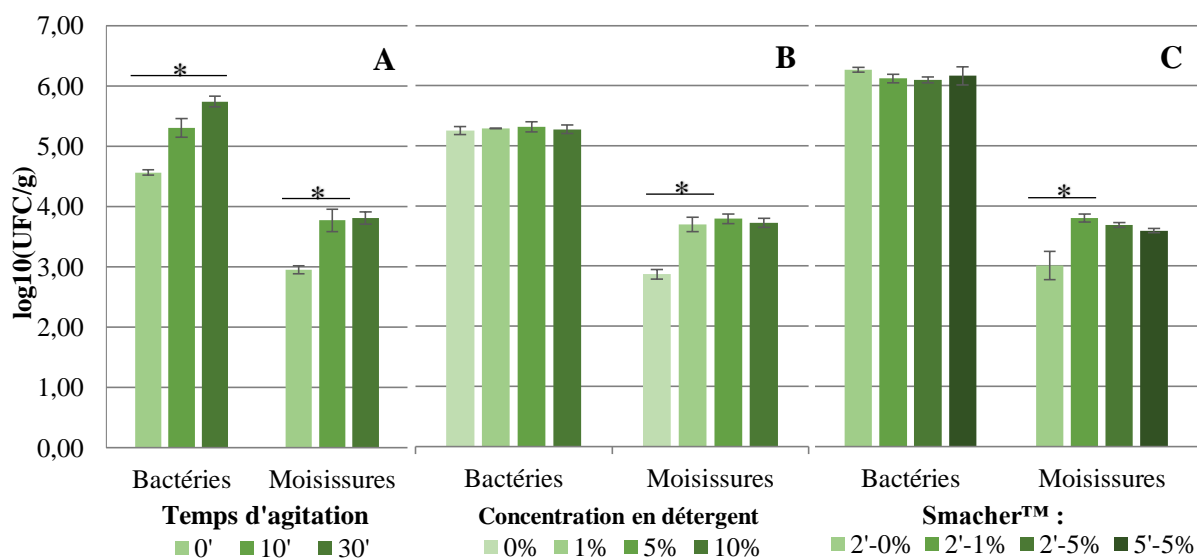 7,00
6,00
5,00
4,00
3,00
2,00
1,00
0,00
log10(UFC/g)
A
B
C
*
*
*
*
Bactéries Moisissures Bactéries Moisissures Bactéries Moisissures
Temps d'agitation
0' 10' 30'
Concentration en détergent
0% 1% 5% 10%
Smacher™ :
2'-0% 2'-1% 2'-5% 5'-5%